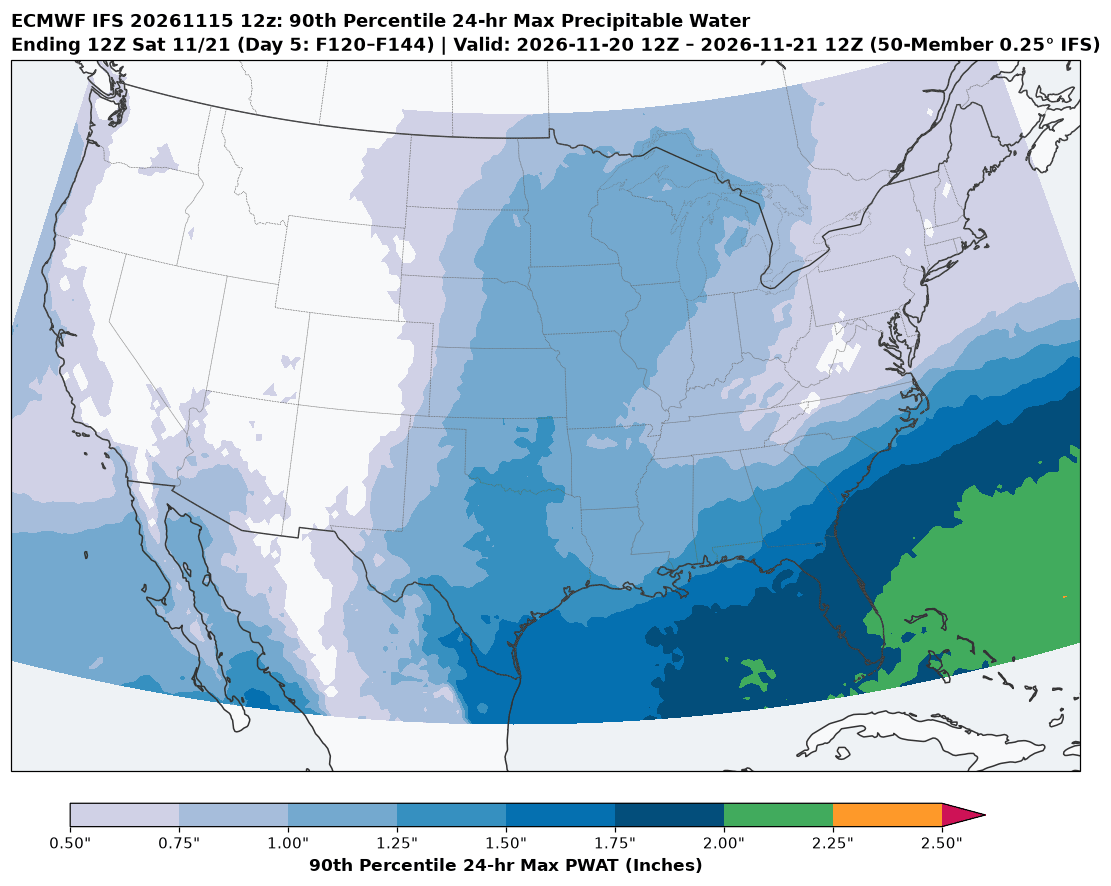 ECMWF IFS 20261115 12z: 90th Percentile 24-hr Max Precipitable Water
Ending 12Z Sat 11/21 (Day 5: F120–F144) | Valid: 2026-11-20 12Z – 2026-11-21 12Z (50-Member 0.25° IFS)
0.50" 0.75" 1.00" 1.25" 1.50" 1.75" 2.00" 2.25" 2.50"
90th Percentile 24-hr Max PWAT (Inches)